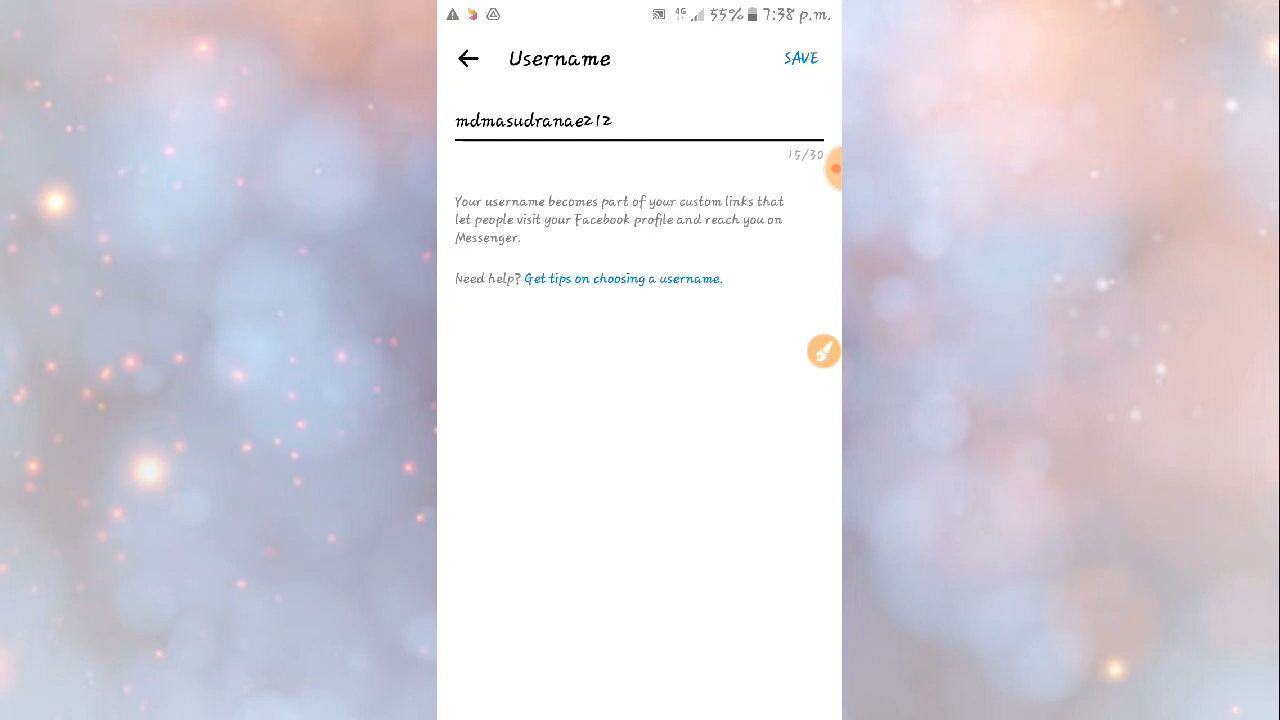 4G 55% 7:38 p.m.
Username SAVE
mdmasudranae212
15/30
Your username becomes part of your custom links that
let people visit your Facebook profile and reach you on
Messenger.
Need help? Get tips on choosing a username.